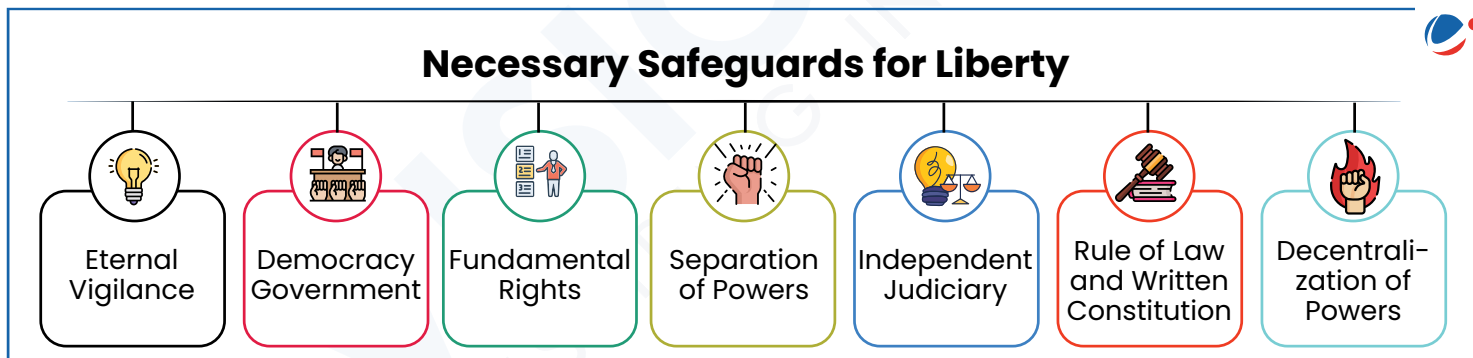 Necessary Safeguards for Liberty
Eternal
Vigilance
Democracy
Government
Fundamental
Rights
Separation
of Powers
Independent
Judiciary
Rule of Law
and Written
Constitution
Decentrali-
zation of
Powers